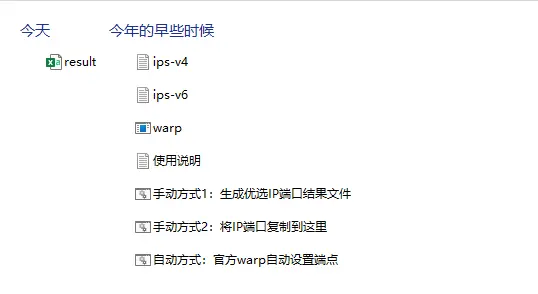 今天
result
今年的早些时候
ips-v4
ips-v6
warp
使用说明
手动方式1：生成优选IP端口结果文件
手动方式2：将IP端口复制到这里
自动方式：官方warp自动设置端点